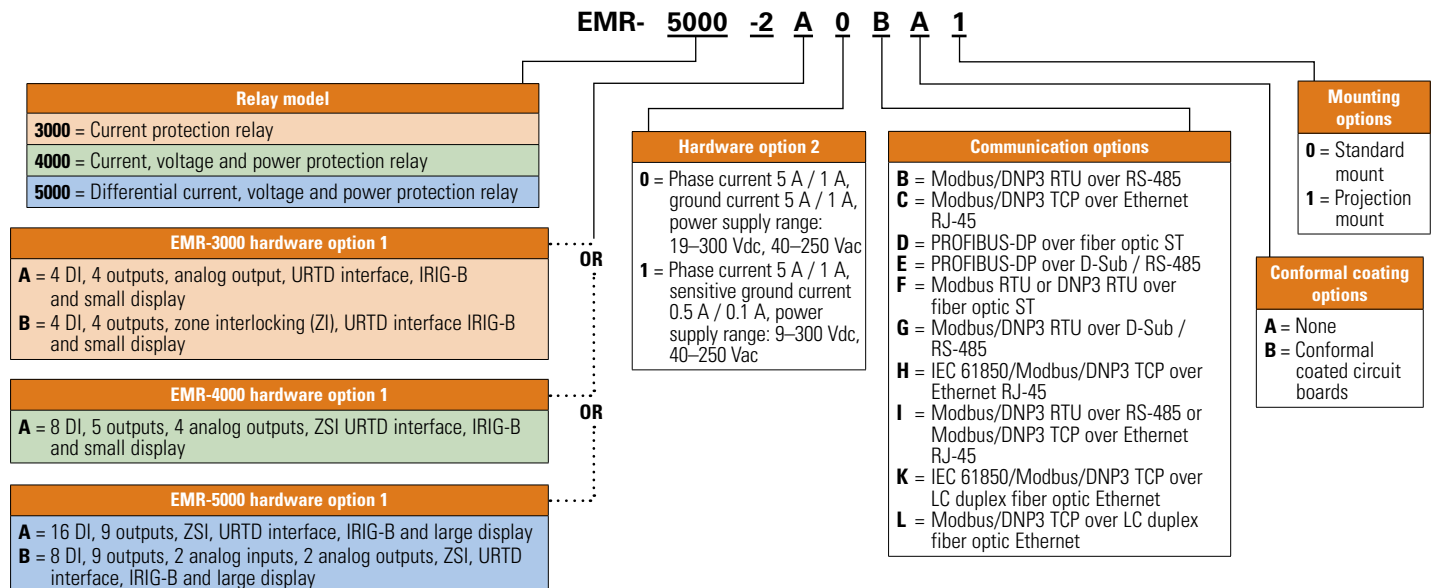 EMR- 5000 -2 A 0 B A 1
Relay model
3000 = Current protection relay
4000 = Current, voltage and power protection relay
5000 = Differential current, voltage and power protection relay
EMR-3000 hardware option 1
A = 4 DI, 4 outputs, analog output, URTD interface, IRIG-B
and small display
B = 4 DI, 4 outputs, zone interlocking (ZI), URTD interface IRIG-B
and small display
OR
EMR-4000 hardware option 1
A = 8 DI, 5 outputs, 4 analog outputs, ZSI URTD interface, IRIG-B
and small display
OR
EMR-5000 hardware option 1
A = 16 DI, 9 outputs, ZSI, URTD interface, IRIG-B and large display
B = 8 DI, 9 outputs, 2 analog inputs, 2 analog outputs, ZSI, URTD
interface, IRIG-B and large display
Hardware option 2
0 = Phase current 5 A / 1 A,
ground current 5 A / 1 A,
power supply range:
19–300 Vdc, 40–250 Vac
1 = Phase current 5 A / 1 A,
sensitive ground current
0.5 A / 0.1 A, power
supply range: 9–300 Vdc,
40–250 Vac
Communication options
B = Modbus/DNP3 RTU over RS-485
C = Modbus/DNP3 TCP over Ethernet
RJ-45
D = PROFIBUS-DP over fiber optic ST
E = PROFIBUS-DP over D-Sub / RS-485
F = Modbus RTU or DNP3 RTU over
fiber optic ST
G = Modbus/DNP3 RTU over D-Sub /
RS-485
H = IEC 61850/Modbus/DNP3 TCP over
Ethernet RJ-45
I = Modbus/DNP3 RTU over RS-485 or
Modbus/DNP3 TCP over Ethernet
RJ-45
K = IEC 61850/Modbus/DNP3 TCP over
LC duplex fiber optic Ethernet
L = Modbus/DNP3 TCP over LC duplex
fiber optic Ethernet
Conformal coating
options
A = None
B = Conformal
coated circuit
boards
Mounting
options
0 = Standard
mount
1 = Projection
mount